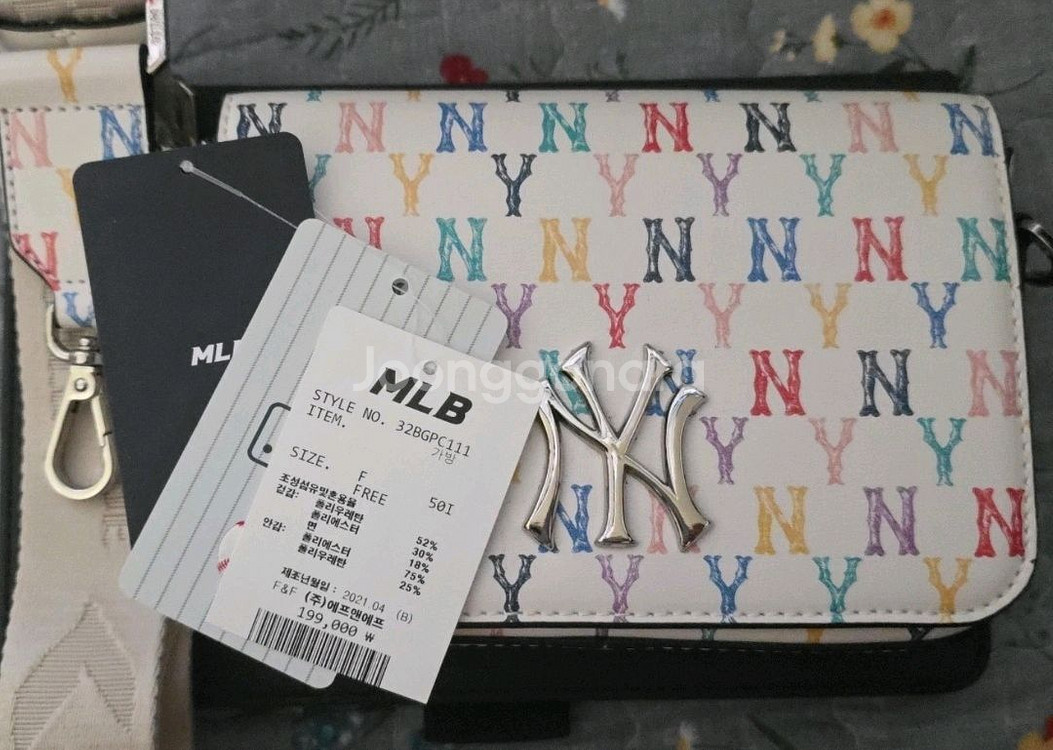 MLB
Joonggonara
MLB
STYLE NO. 32BGPC111
ITEM. 가방
SIZE. F
FREE 50I
조성섬유및혼용율
겉감: 폴리우레탄 52%
폴리에스터 30%
면 18%
안감: 폴리에스터 75%
폴리우레탄 25%
제조년월일 : 2021.04 (B)
F&F (주)에프앤에프
199,000 ₩
N N N N N N N N
Y Y Y Y Y Y Y
N N N N N N N
Y Y Y Y Y
NY
N N N N
Y Y Y
N N N N N
Y Y Y Y Y